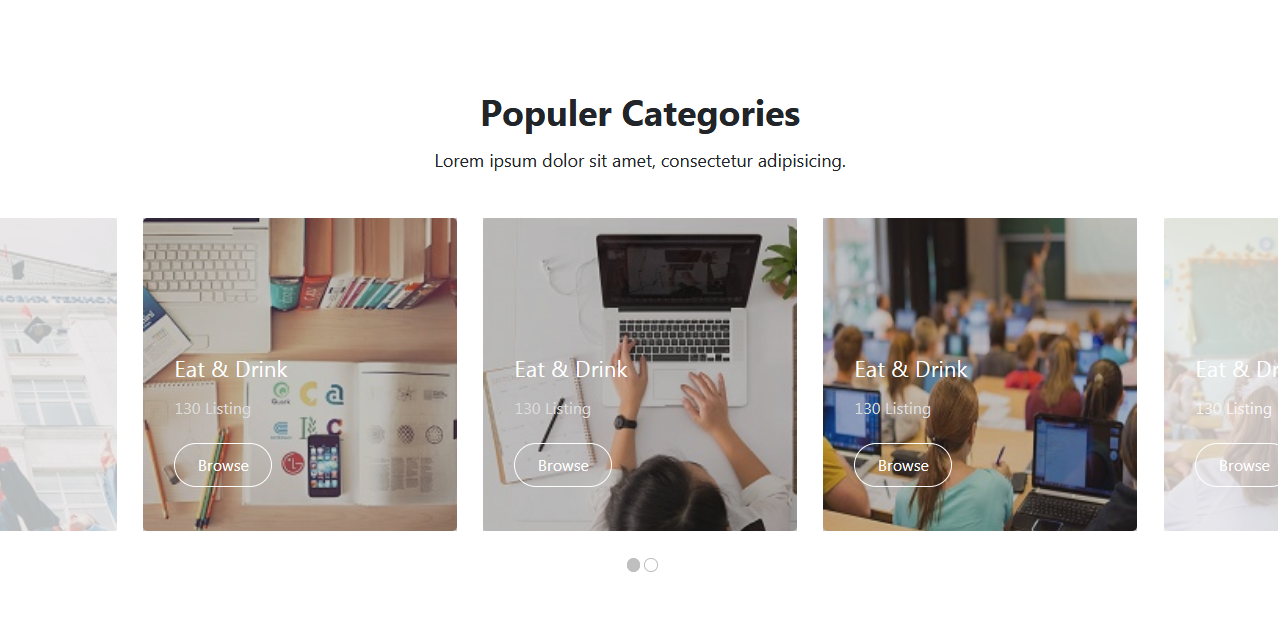 Populer Categories
Lorem ipsum dolor sit amet, consectetur adipisicing.
Eat & Drink
130 Listing
Browse
Eat & Drink
130 Listing
Browse
Eat & Drink
130 Listing
Browse
Eat & Dr
130 Listing
Browse